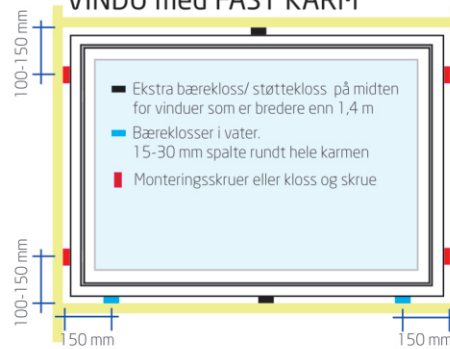 VINDU med FAST KARM
100-150 mm
Ekstra bærekloss/ støttekloss på midten
for vinduer som er bredere enn 1,4 m
Bæreklosser i vater.
15-30 mm spalte rundt hele karmen
Monteringsskruer eller kloss og skrue
100-150 mm
150 mm
150 mm